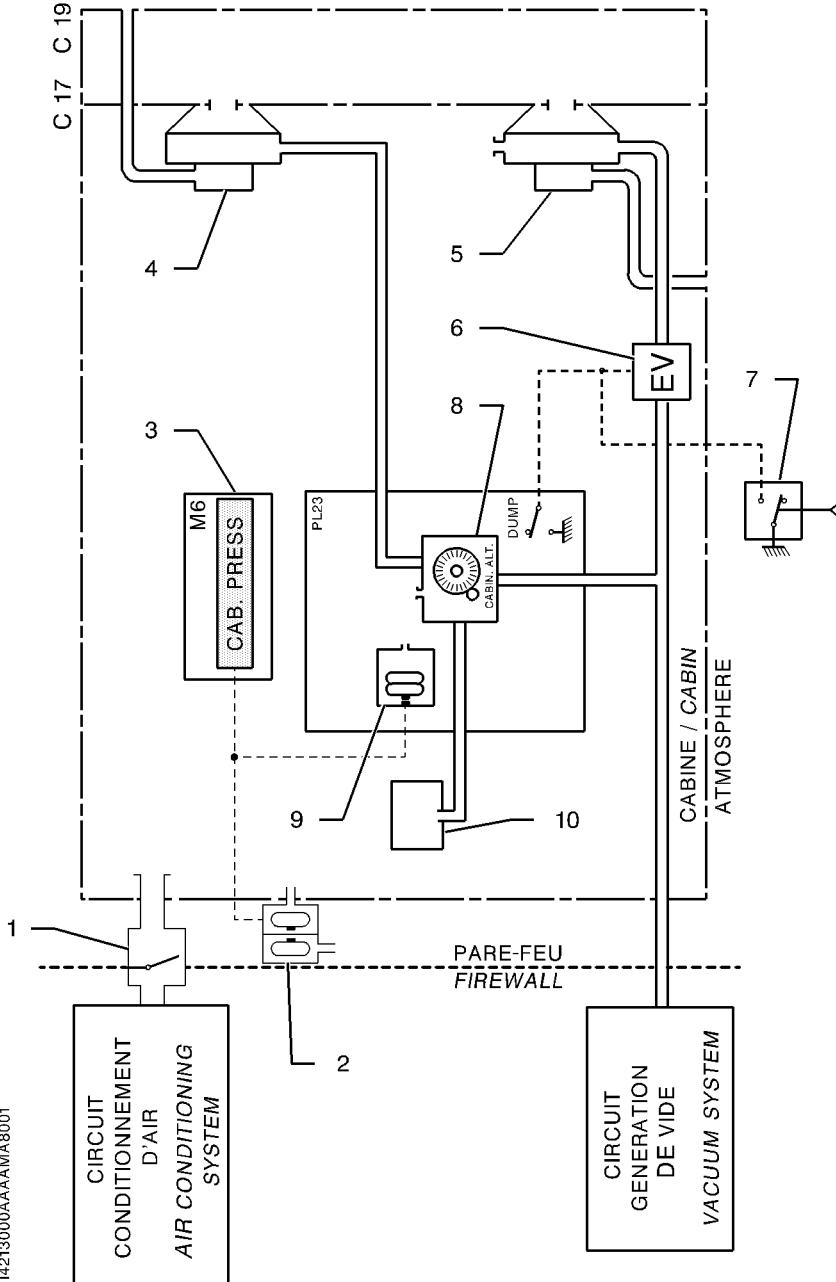 C 19
C 17
4
5
6
7
8
3
M6
CAB. PRESS
PL23
DUMP
EV
CABIN. ALT.
9
10
CABINE / CABIN
ATMOSPHERE
1
PARE-FEU
FIREWALL
2
CIRCUIT
CONDITIONNEMENT
D'AIR
AIR CONDITIONING
SYSTEM
CIRCUIT
GENERATION
DE VIDE
VACUUM SYSTEM
14213000AAAAMA8001